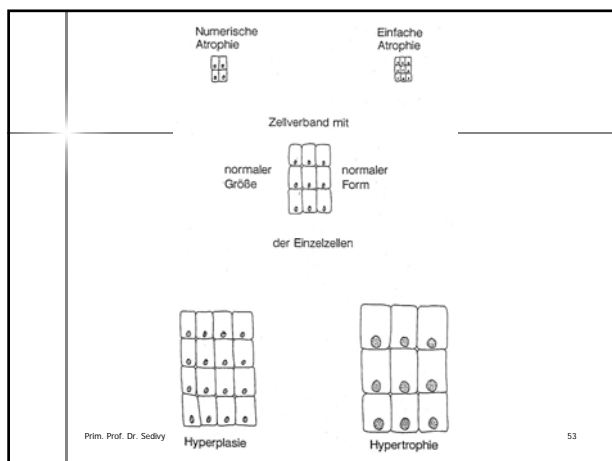 Numerische
Atrophie
Einfache
Atrophie
Zellverband mit
normaler
Größe
normaler
Form
der Einzelzellen
Hyperplasie
Hypertrophie
Prim. Prof. Dr. Sedivy
53